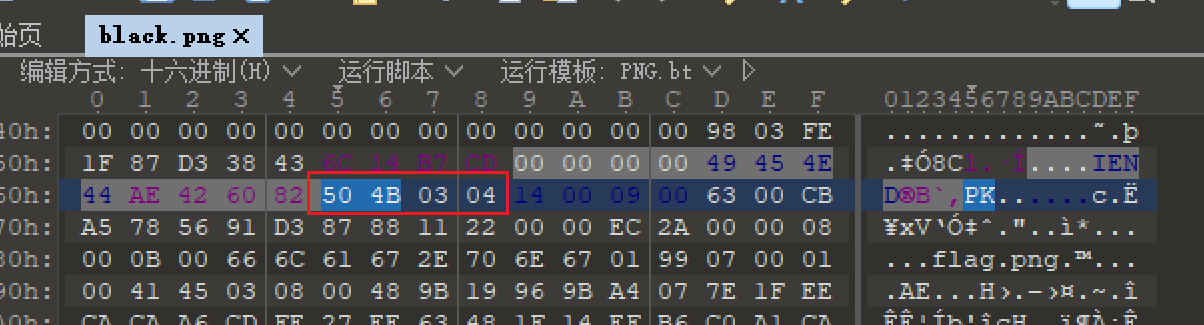 始页 black.png ×
编辑方式: 十六进制(H) 运行脚本 运行模板: PNG.bt
0 1 2 3 4 5 6 7 8 9 A B C D E F 0123456789ABCDEF
40h: 00 00 00 00 00 00 00 00 00 00 00 00 00 98 03 FE .............˜.þ
50h: 1F 87 D3 38 43 6C 14 B7 CD 00 00 00 00 49 45 4E .‡Ó8Cl.·Í....IEN
60h: 44 AE 42 60 82 50 4B 03 04 14 00 09 00 63 00 CB D®B`‚PK.......c.Ë
70h: A5 78 56 91 D3 87 88 11 22 00 00 EC 2A 00 00 08 ¥xV‘Ó‡ˆ."..ì*...
80h: 00 0B 00 66 6C 61 67 2E 70 6E 67 01 99 07 00 01 ...flag.png.™...
90h: 00 41 45 03 08 00 48 9B 19 96 9B A4 07 7E 1F EE .AE...H›.–›¤.~.î